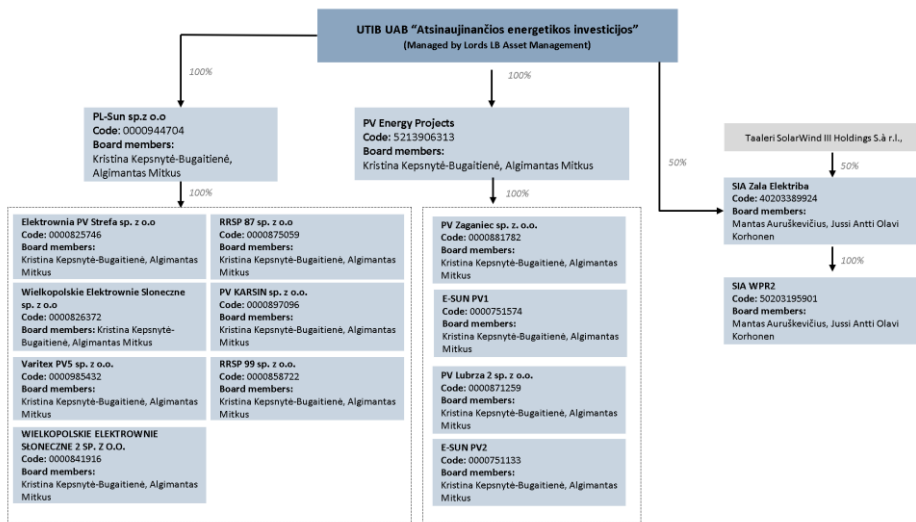 UTIB UAB “Atsinaujinančios energetikos investicijos”
(Managed by Lords LB Asset Management)
100%
100%
50%
PL-Sun sp.z o.o
Code: 0000944704
Board members:
Kristina Kepsnytė-Bugaitienė,
Algimantas Mitkus
PV Energy Projects
Code: 5213906313
Board members:
Kristina Kepsnytė-Bugaitienė, Algimantas Mitkus
Taaleri SolarWind III Holdings S.à r.l.,
50%
SIA Zala Elektriba
Code: 40203389924
Board members:
Mantas Auruškevičius, Jussi Antti Olavi
Korhonen
100%
SIA WPR2
Code: 50203195901
Board members:
Mantas Auruškevičius, Jussi Antti Olavi
Korhonen
100%
Elektrownia PV Strefa sp. z o.o
Code: 0000825746
Board members:
Kristina Kepsnytė-Bugaitienė, Algimantas
Mitkus
RRSP 87 sp. z o.o
Code: 0000875059
Board members:
Kristina Kepsnytė-Bugaitienė, Algimantas
Mitkus
Wielkopolskie Elektrownie Sloneczne
sp. z o.o
Code: 0000826372
Board members: Kristina Kepsnytė-
Bugaitienė, Algimantas Mitkus
PV KARSIN sp. z o.o.
Code: 0000897096
Board members:
Kristina Kepsnytė-Bugaitienė, Algimantas
Mitkus
Varitex PV5 sp. z o.o.
Code: 0000985432
Board members:
Kristina Kepsnytė-Bugaitienė, Algimantas
Mitkus
RRSP 99 sp. z o.o.
Code: 0000858722
Board members:
Kristina Kepsnytė-Bugaitienė, Algimantas
Mitkus
WIELKOPOLSKIE ELEKTROWNIE
SŁONECZNE 2 SP. Z O.O.
Code: 0000841916
Board members:
Kristina Kepsnytė-Bugaitienė, Algimantas
Mitkus
100%
PV Zaganiec sp. z. o.o.
Code: 0000881782
Board members:
Kristina Kepsnytė-Bugaitienė, Algimantas
Mitkus
E-SUN PV1
Code: 0000751574
Board members:
Kristina Kepsnytė-Bugaitienė, Algimantas
Mitkus
PV Lubrza 2 sp. z o.o.
Code: 0000871259
Board members:
Kristina Kepsnytė-Bugaitienė, Algimantas
Mitkus
E-SUN PV2
Code: 0000751133
Board members:
Kristina Kepsnytė-Bugaitienė, Algimantas
Mitkus